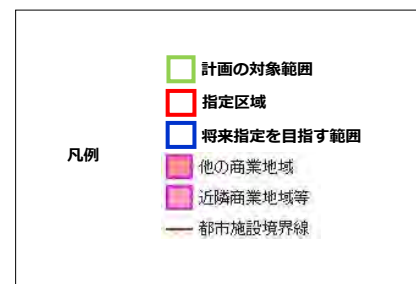 計画の対象範囲
指定区域
将来指定を目指す範囲
凡例
他の商業地域
近隣商業地域等
都市施設境界線